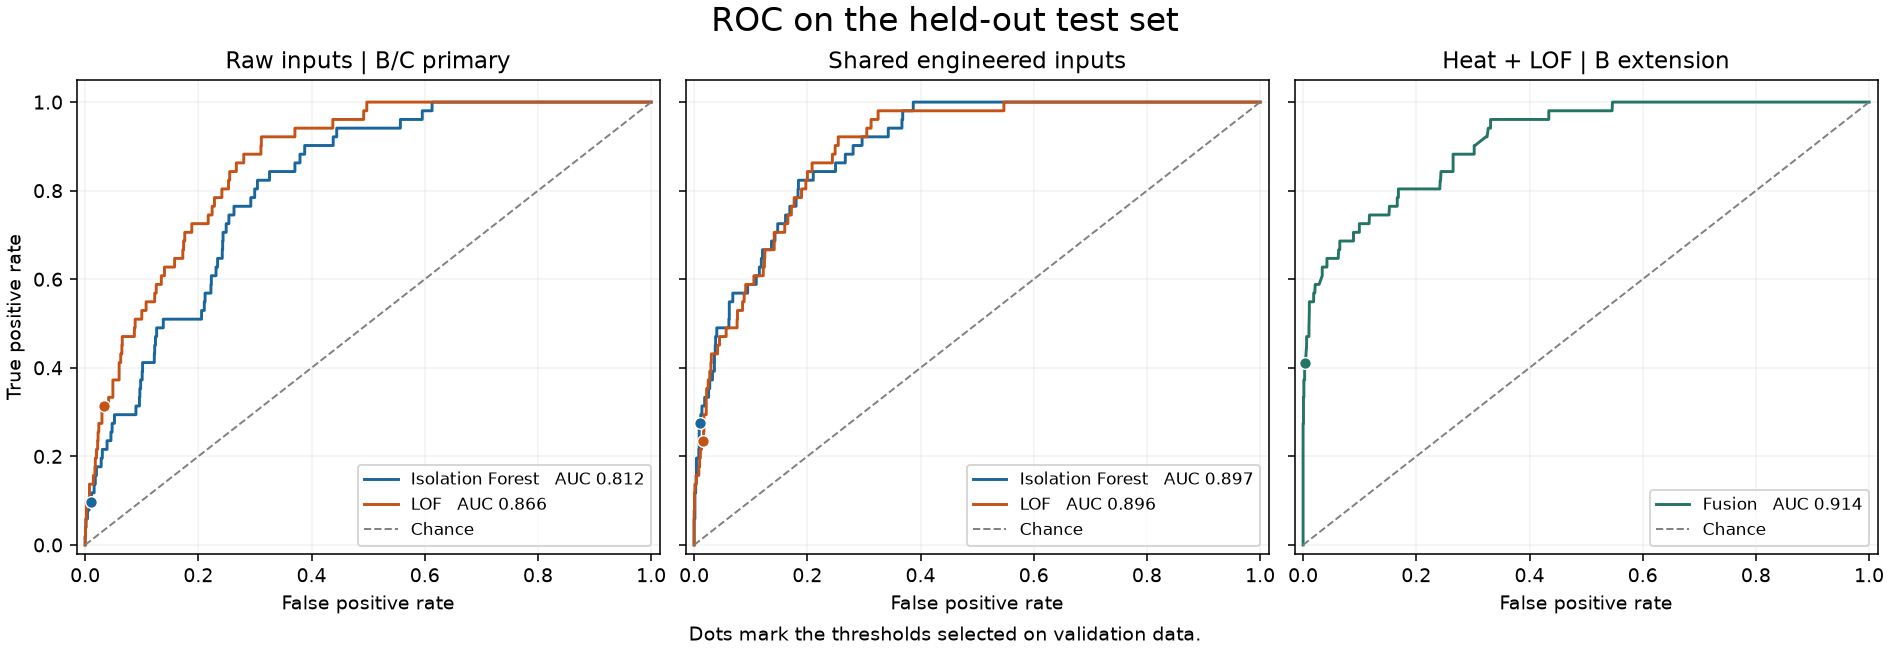 ROC on the held-out test set
Raw inputs | B/C primary
Shared engineered inputs
Heat + LOF | B extension
True positive rate
1.0
0.8
0.6
0.4
0.2
0.0
Isolation Forest AUC 0.812
LOF AUC 0.866
Chance
Isolation Forest AUC 0.897
LOF AUC 0.896
Chance
Fusion AUC 0.914
Chance
0.0 0.2 0.4 0.6 0.8 1.0
0.0 0.2 0.4 0.6 0.8 1.0
0.0 0.2 0.4 0.6 0.8 1.0
False positive rate
False positive rate
False positive rate
Dots mark the thresholds selected on validation data.